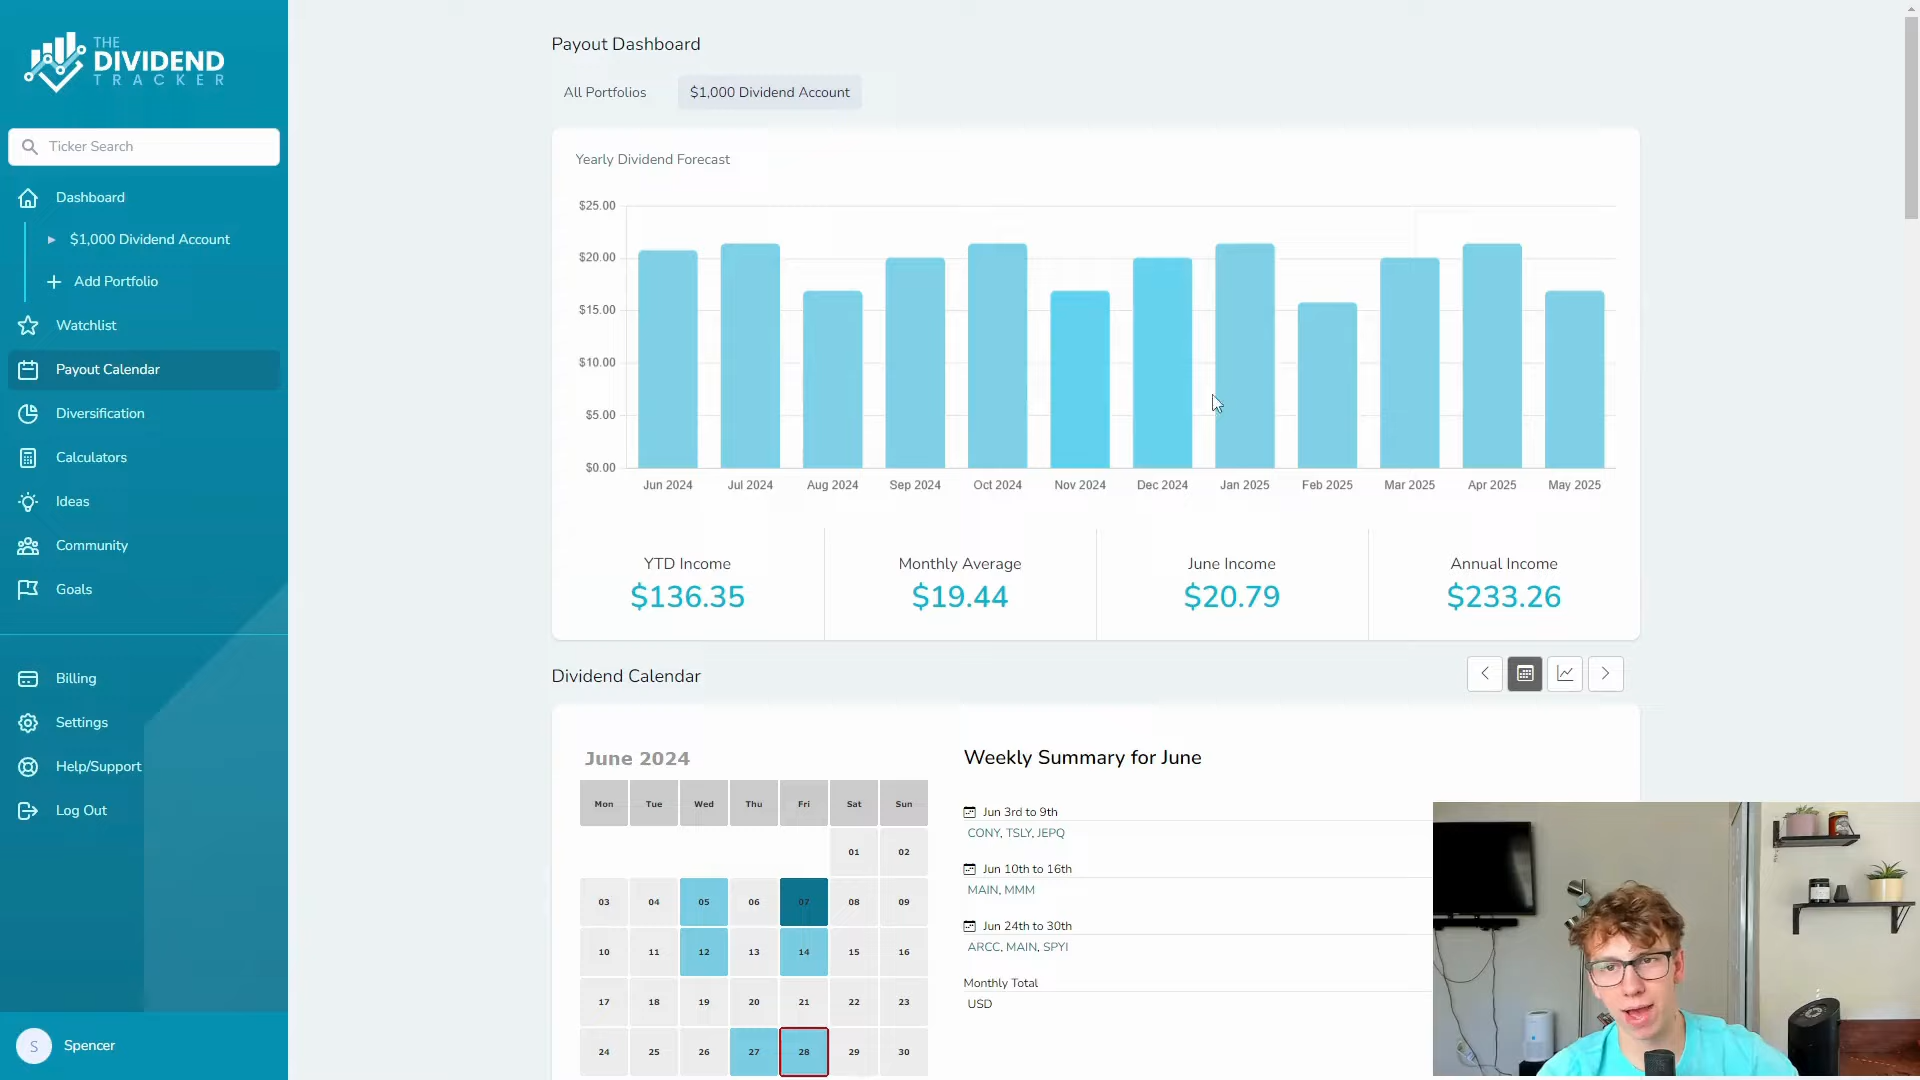 THE
DIVIDEND
TRACKER
Ticker Search
Dashboard
$1,000 Dividend Account
Add Portfolio
Watchlist
Payout Calendar
Diversification
Calculators
Ideas
Community
Goals
Billing
Settings
Help/Support
Log Out
S Spencer
Payout Dashboard
All Portfolios $1,000 Dividend Account
Yearly Dividend Forecast
$25.00
$20.00
$15.00
$10.00
$5.00
$0.00
Jun 2024 Jul 2024 Aug 2024 Sep 2024 Oct 2024 Nov 2024 Dec 2024 Jan 2025 Feb 2025 Mar 2025 Apr 2025 May 2025
YTD Income Monthly Average June Income Annual Income
$136.35 $19.44 $20.79 $233.26
Dividend Calendar
June 2024
Mon Tue Wed Thu Fri Sat Sun
01 02
03 04 05 06 07 08 09
10 11 12 13 14 15 16
17 18 19 20 21 22 23
24 25 26 27 28 29 30
Weekly Summary for June
Jun 3rd to 9th
CONY, TSLY, JEPQ
Jun 10th to 16th
MAIN, MMM
Jun 24th to 30th
ARCC, MAIN, SPYI
Monthly Total
USD